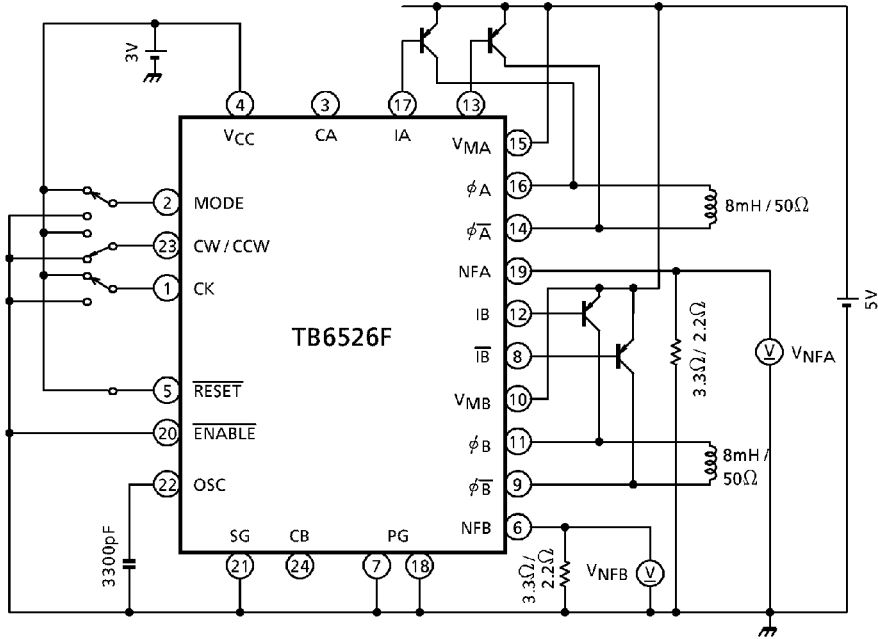 3V
4
3
17
13
VCC
CA
IA
VMA
15
2
MODE
φA
16
8mH / 50Ω
23
CW / CCW
φA̅
14
1
CK
NFA
19
IB
12
TB6526F
I̅B̅
8
3.3Ω / 2.2Ω
V
VNFA
5V
5
R̅E̅S̅E̅T̅
VMB
10
20
E̅N̅A̅B̅L̅E̅
φB
11
8mH /
50Ω
22
OSC
φB̅
9
3300pF
SG
CB
PG
NFB
6
21
24
7
18
3.3Ω /
2.2Ω
VNFB
V